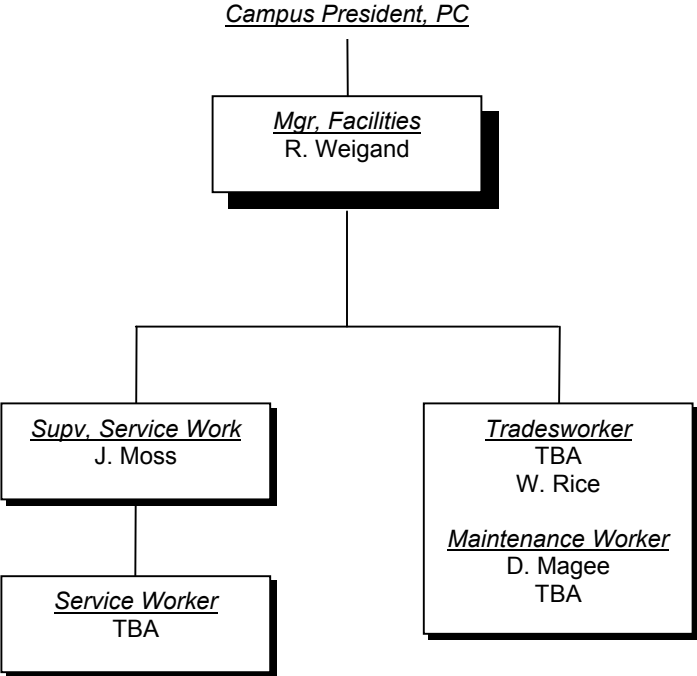 Campus President, PC
Mgr, Facilities
R. Weigand
Supv, Service Work
J. Moss
Service Worker
TBA
Tradesworker
TBA
W. Rice
Maintenance Worker
D. Magee
TBA